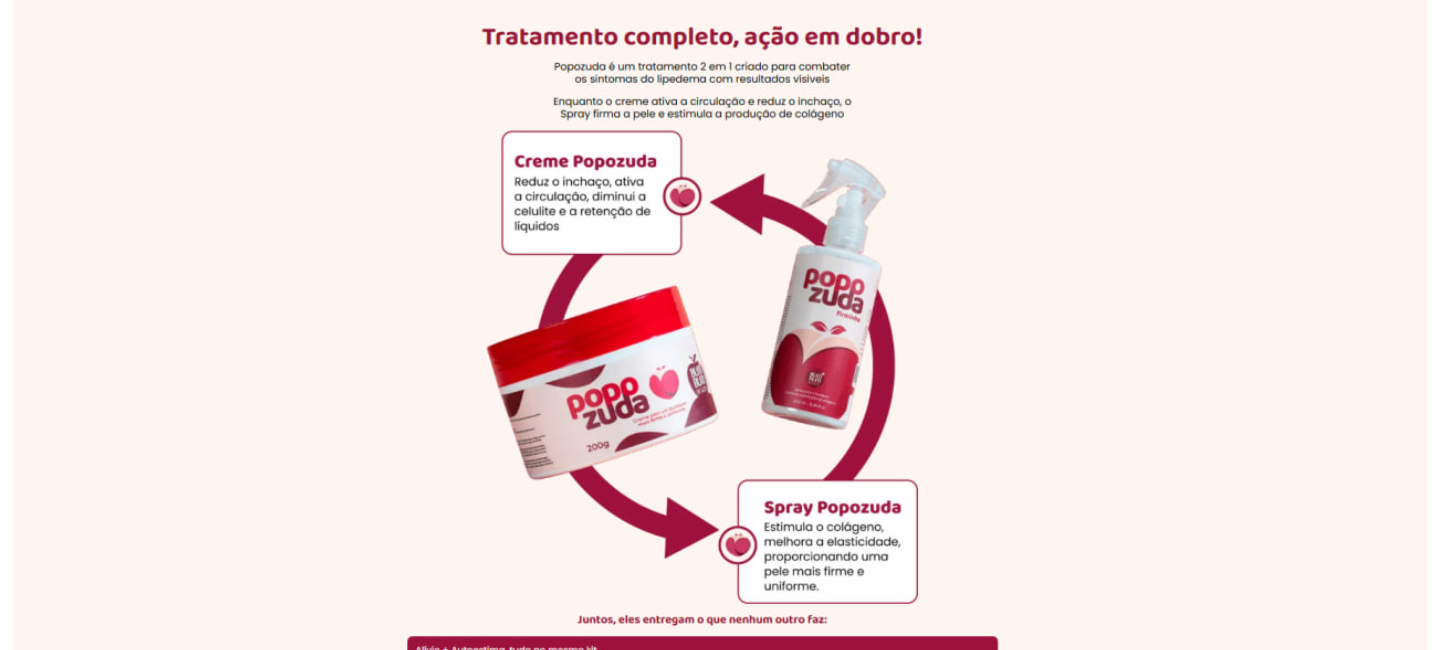 Tratamento completo, ação em dobro!
Popozuda é um tratamento 2 em 1 criado para combater
os sintomas do lipedema com resultados vísiveis
Enquanto o creme ativa a circulação e reduz o inchaço, o
Spray firma a pele e estimula a produção de colágeno
Creme Popozuda
Reduz o inchaço, ativa
a circulação, diminui a
celulite e a retenção de
líquidos
popo
zuda
Firminha
popo
zuda
200g
Spray Popozuda
Estimula o colágeno,
melhora a elasticidade,
proporcionando uma
pele mais firme e
uniforme.
Juntos, eles entregam o que nenhum outro faz: